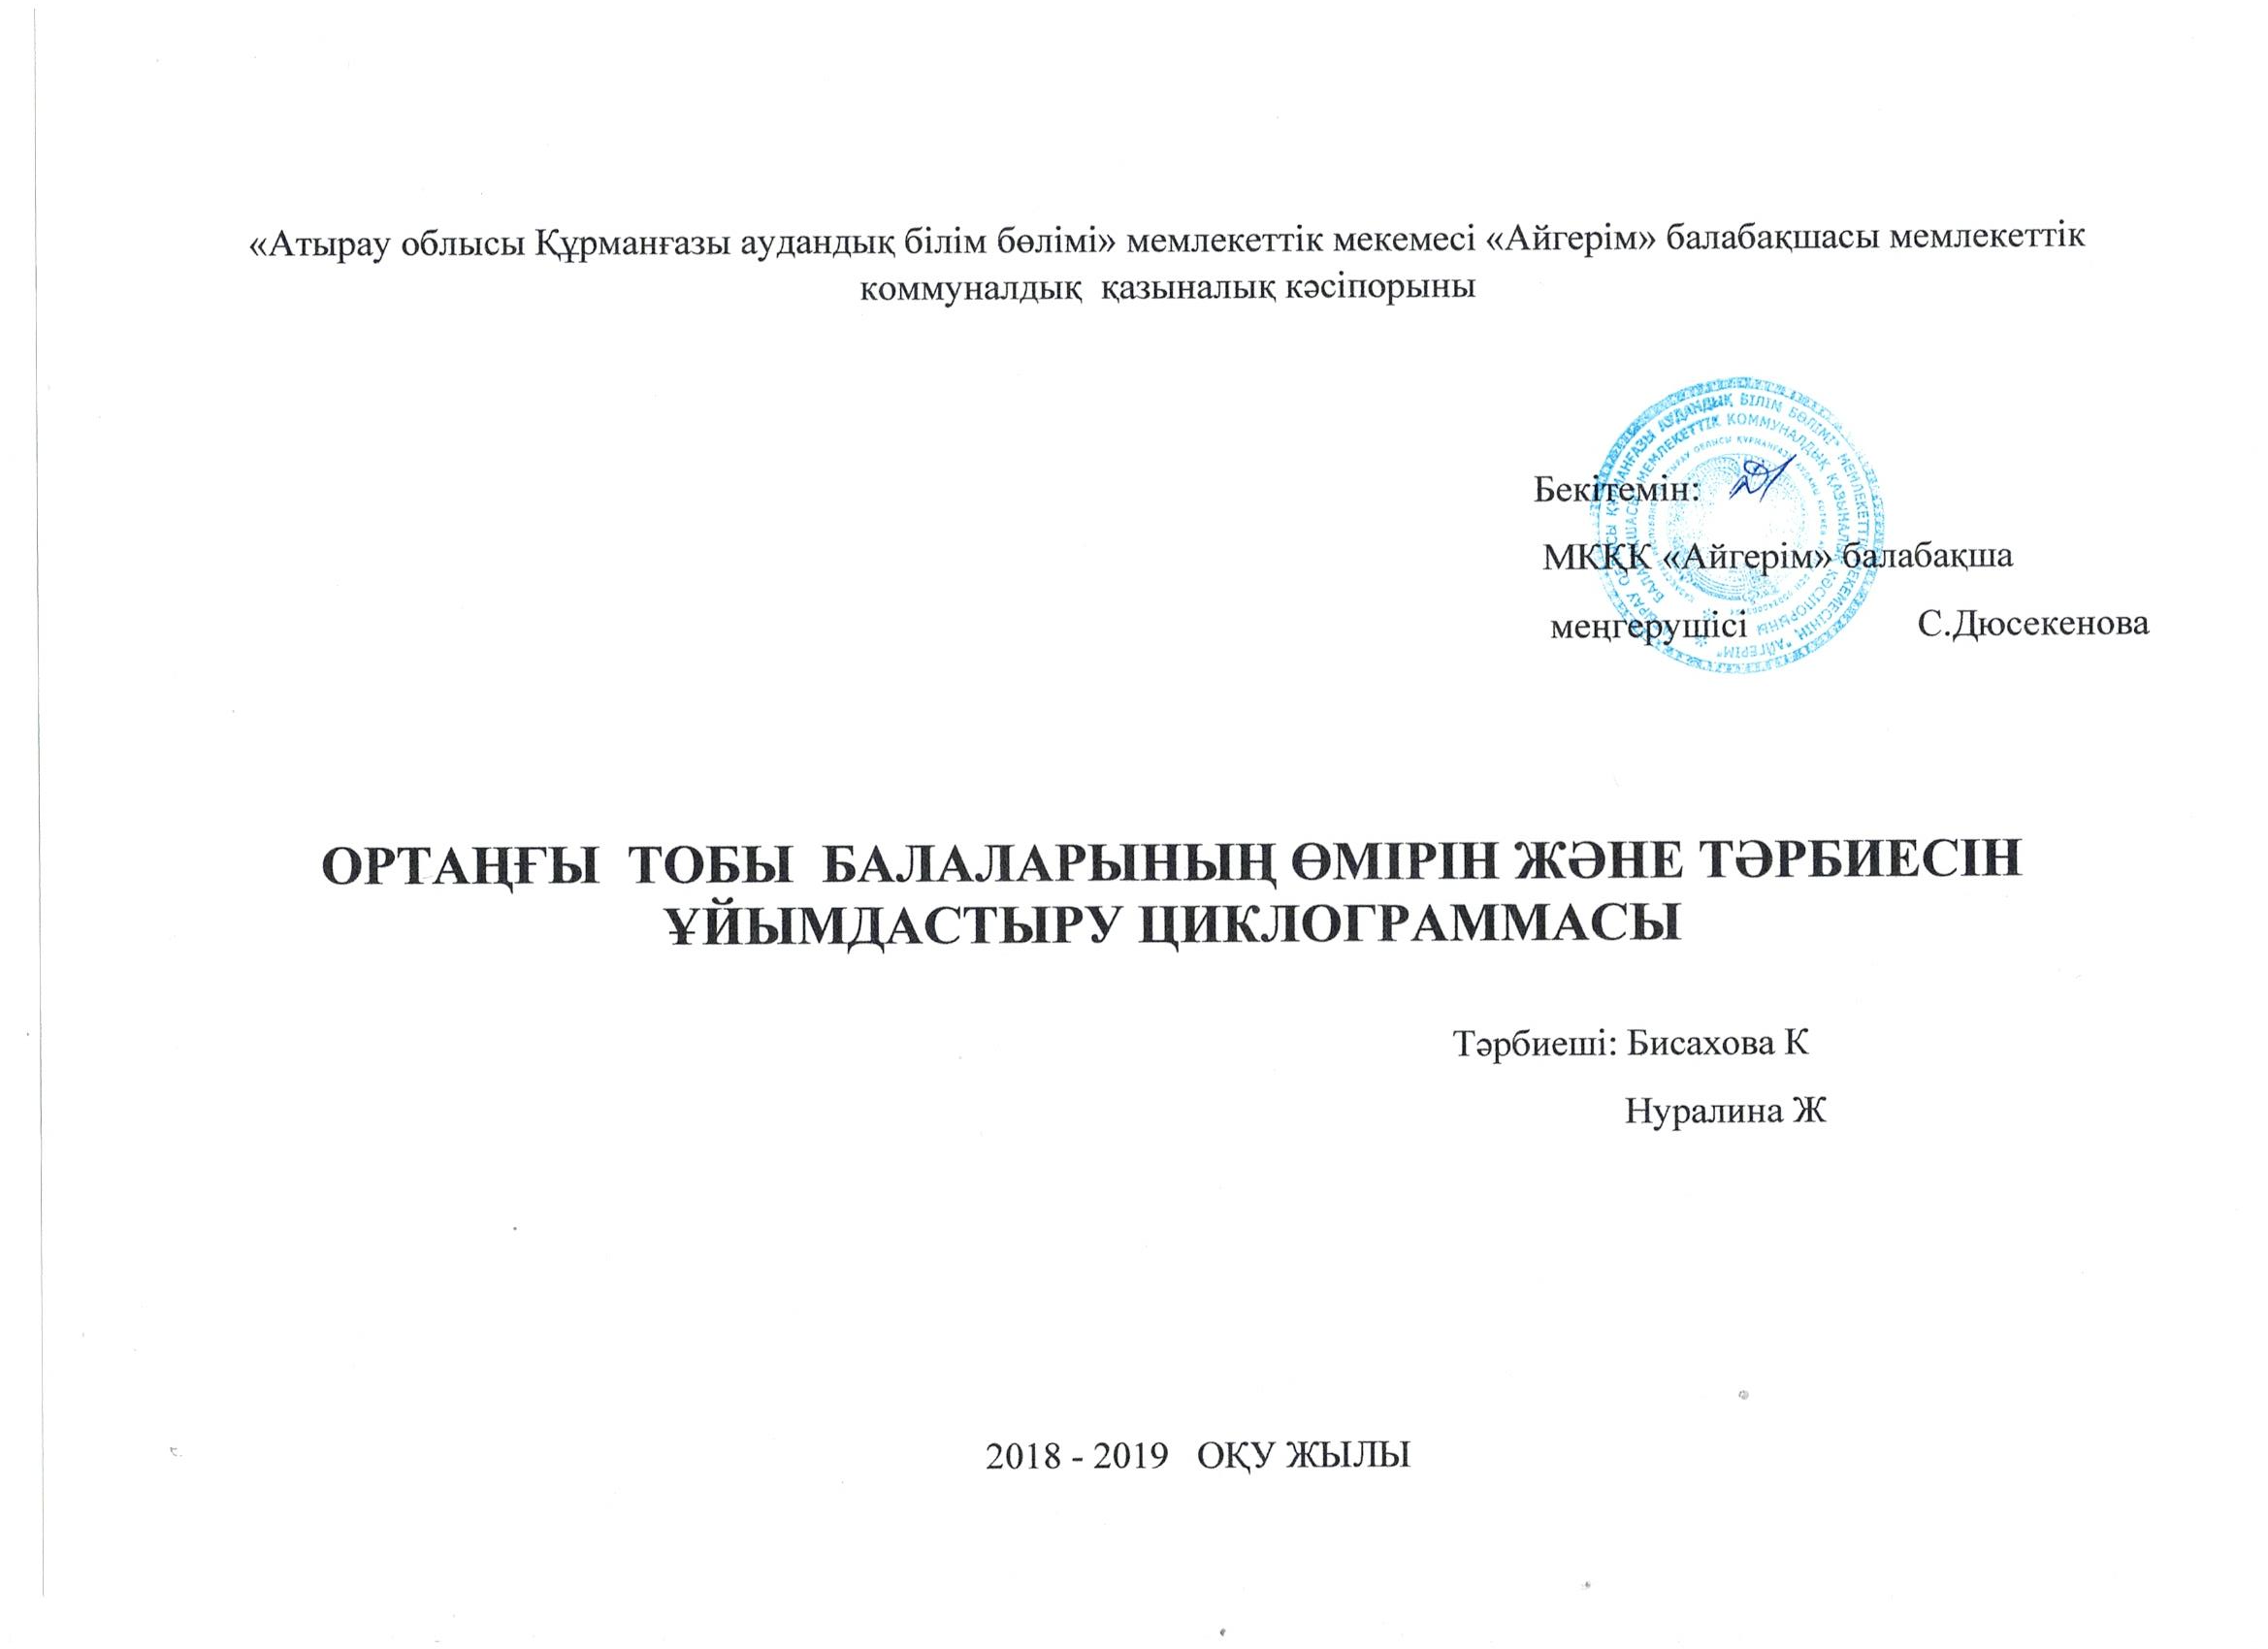 «Атырау облысы Құрманғазы аудандық білім бөлімі» мемлекеттік мекемесі «Айгерім» балабақшасы мемлекеттік
коммуналдық қазыналық кәсіпорыны
Бекітемін:
МКҚК «Айгерім» балабақша
меңгерушісі С.Дюсекенова
ОРТАҢҒЫ ТОБЫ БАЛАЛАРЫНЫҢ ӨМІРІН ЖӘНЕ ТӘРБИЕСІН
ҰЙЫМДАСТЫРУ ЦИКЛОГРАММАСЫ
Тәрбиеші: Бисахова К
Нуралина Ж
2018 - 2019 ОҚУ ЖЫЛЫ